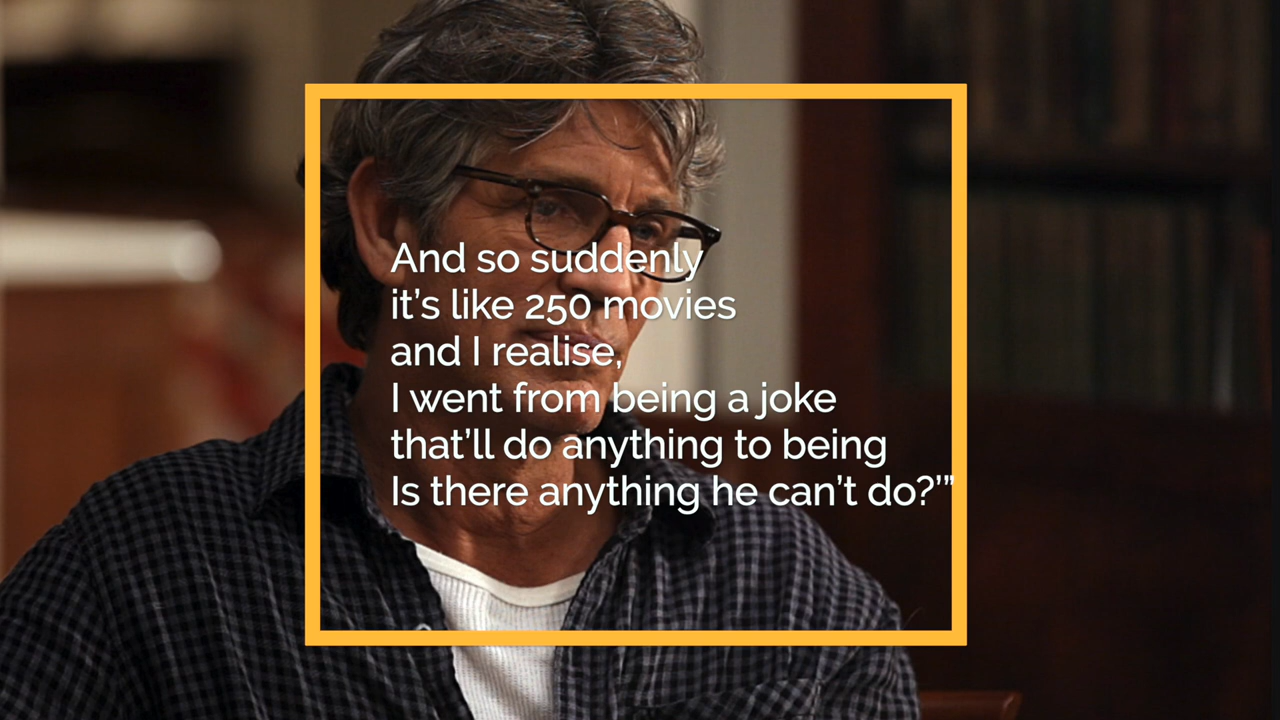 And so suddenly
it’s like 250 movies
and I realise,
I went from being a joke
that’ll do anything to being
Is there anything he can’t do?’”